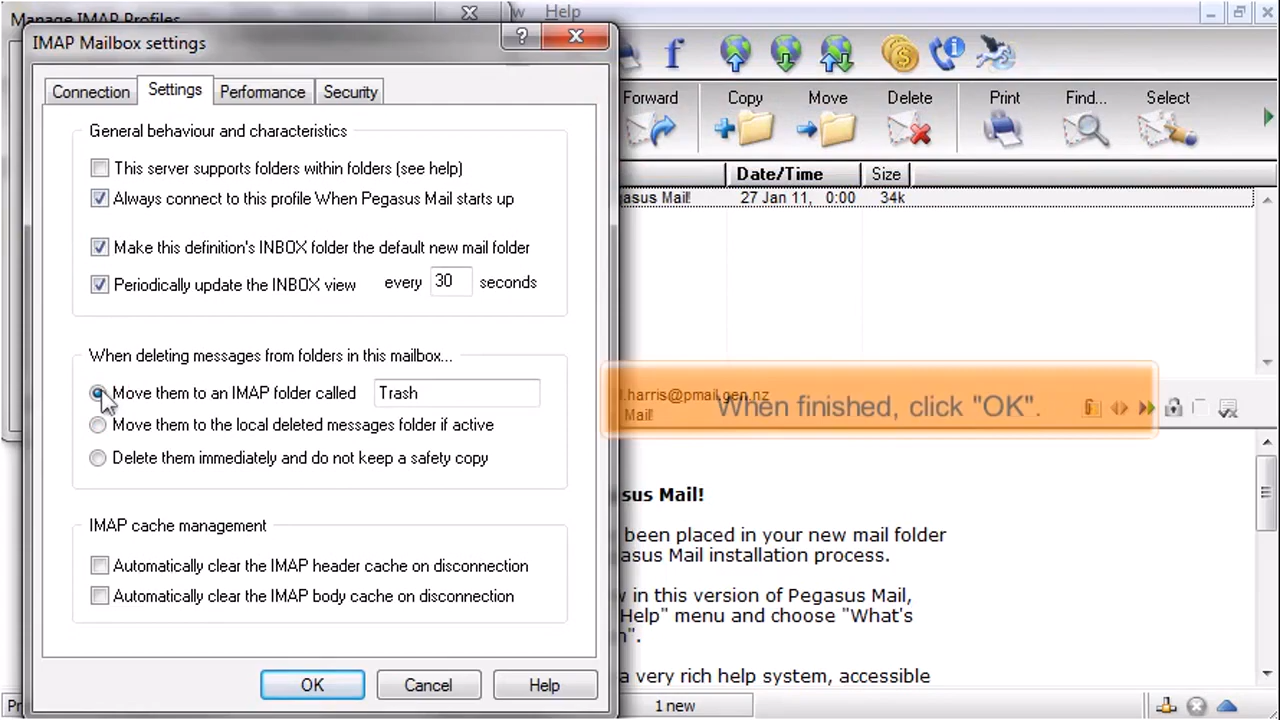 Manage IMAP Profiles
w Help
IMAP Mailbox settings
Connection Settings Performance Security
General behaviour and characteristics
This server supports folders within folders (see help)
Always connect to this profile When Pegasus Mail starts up
Make this definition's INBOX folder the default new mail folder
Periodically update the INBOX view every 30 seconds
When deleting messages from folders in this mailbox...
Move them to an IMAP folder called Trash
Move them to the local deleted messages folder if active
Delete them immediately and do not keep a safety copy
IMAP cache management
Automatically clear the IMAP header cache on disconnection
Automatically clear the IMAP body cache on disconnection
OK Cancel Help
Forward Copy Move Delete Print Find... Select
Date/Time Size
gasus Mail! 27 Jan 11, 0:00 34k
l.harris@pmail.gen.nz
Mail!
When finished, click "OK".
sus Mail!
been placed in your new mail folder
asus Mail installation process.
w in this version of Pegasus Mail,
Help" menu and choose "What's
n".
a very rich help system, accessible
Pr 1 new